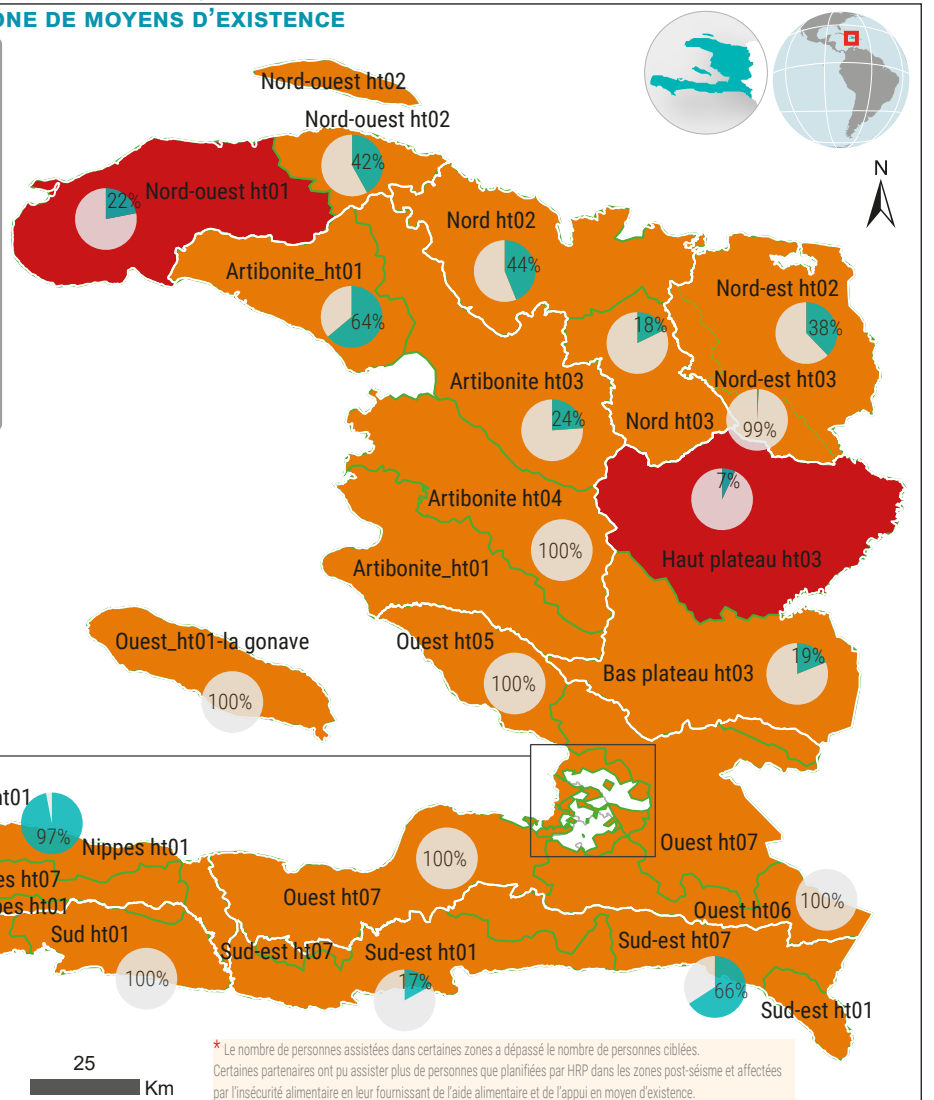 ONE DE MOYENS D'EXISTENCE
Nord-ouest ht02
Nord-ouest ht02
42%
N
22%
Nord-ouest ht01
Nord ht02
44%
Artibonite_ht01
64%
Nord-est ht02
38%
18%
Artibonite ht03
24%
Nord-est ht03
Nord ht03
99%
7%
Artibonite ht04
100%
Haut plateau ht03
Artibonite_ht01
Ouest_ht01-la gonave
100%
Ouest ht05
100%
Bas plateau ht03
19%
ht01
97%
Nippes ht01
es ht07
pes ht01
Ouest ht07
100%
Ouest ht07
Ouest ht06
100%
Sud ht01
100%
Sud-est ht07
Sud-est ht01
17%
Sud-est ht07
66%
Sud-est ht01
* Le nombre de personnes assistées dans certaines zones a dépassé le nombre de personnes ciblées.
Certaines partenaires ont pu assister plus de personnes que planifiées par HRP dans les zones post-séisme et affectées
par l'insécurité alimentaire en leur fournissant de l'aide alimentaire et de l'appui en moyen d'existence.
25
Km